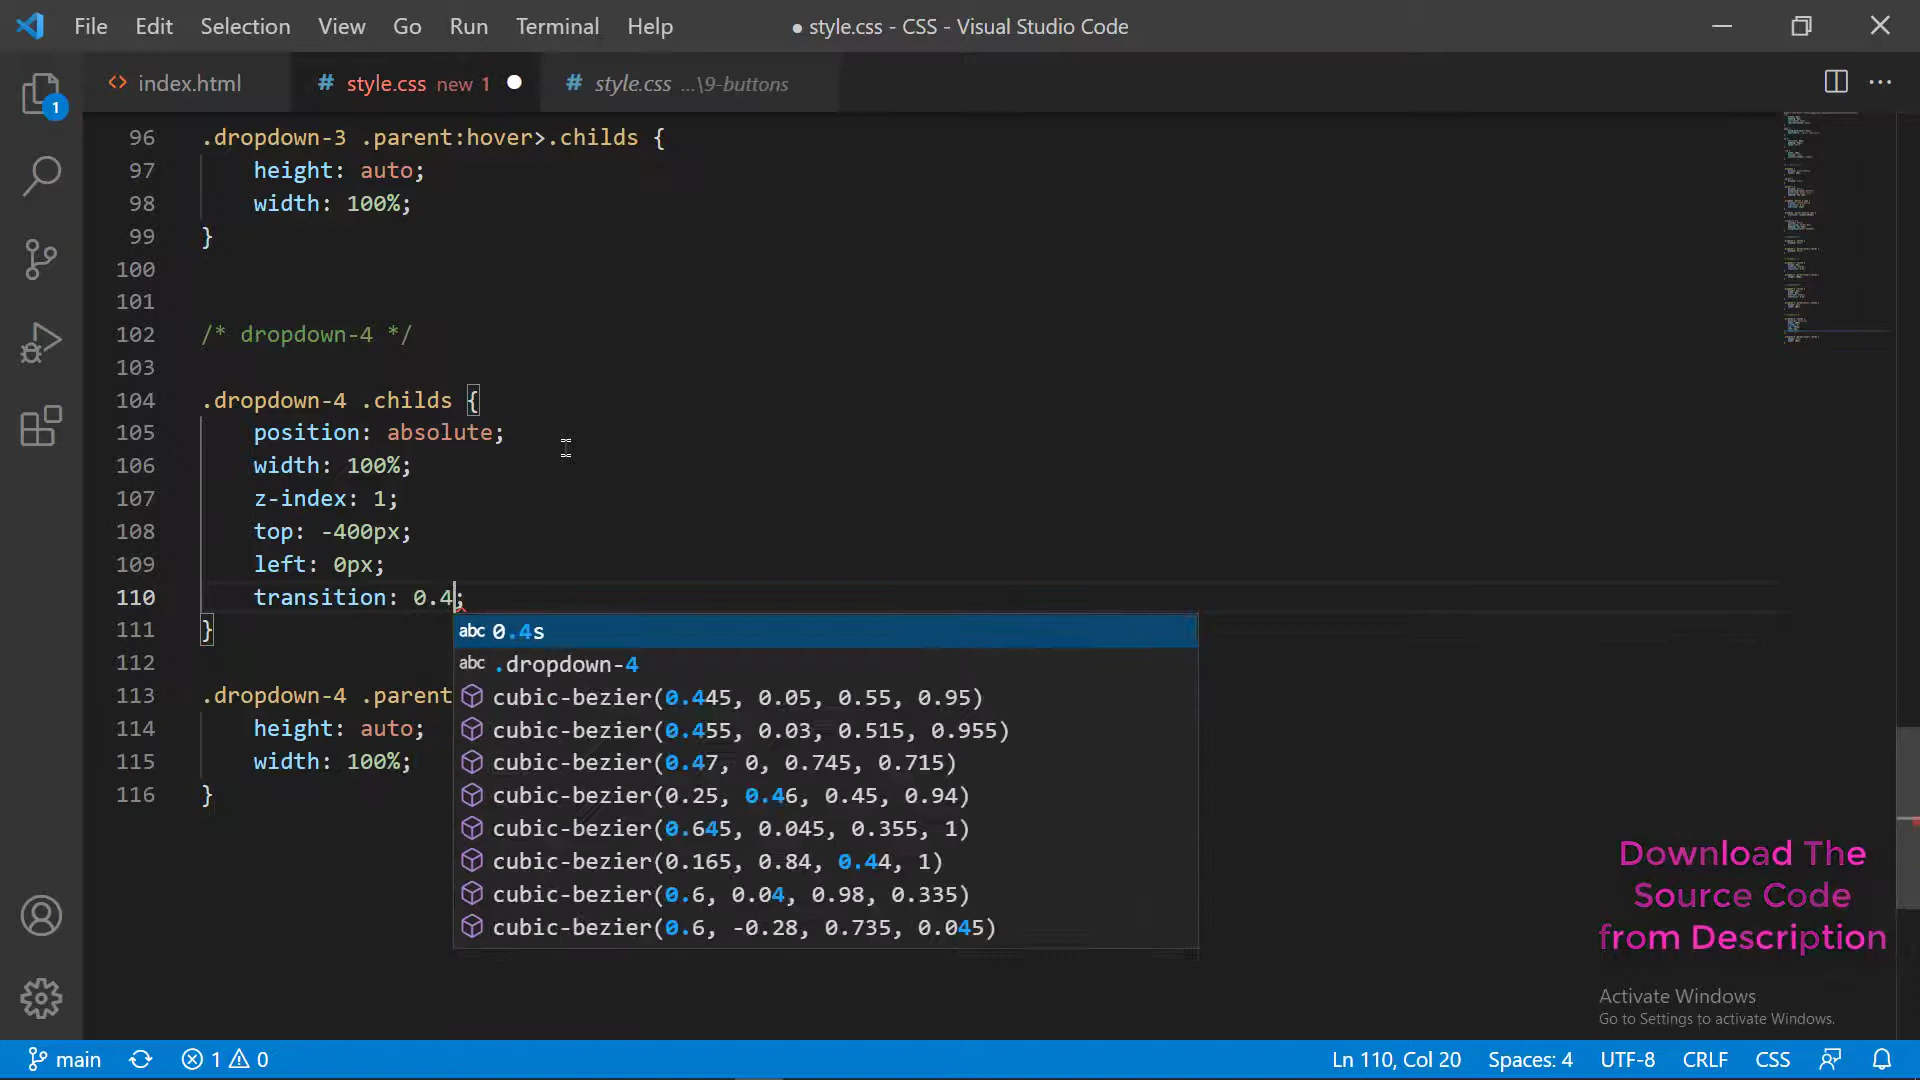 File Edit Selection View Go Run Terminal Help ● style.css - CSS - Visual Studio Code
index.html # style.css new 1 ● # style.css ...\9-buttons
1
96 .dropdown-3 .parent:hover>.childs {
97 height: auto;
98 width: 100%;
99 }
100
101
102 /* dropdown-4 */
103
104 .dropdown-4 .childs {
105 position: absolute;
106 width: 100%;
107 z-index: 1;
108 top: -400px;
109 left: 0px;
110 transition: 0.4;
111 }
abc 0.4s
112
abc .dropdown-4
113 .dropdown-4 .parent
cubic-bezier(0.445, 0.05, 0.55, 0.95)
114 height: auto;
cubic-bezier(0.455, 0.03, 0.515, 0.955)
115 width: 100%;
cubic-bezier(0.47, 0, 0.745, 0.715)
116 }
cubic-bezier(0.25, 0.46, 0.45, 0.94)
cubic-bezier(0.645, 0.045, 0.355, 1)
cubic-bezier(0.165, 0.84, 0.44, 1)
cubic-bezier(0.6, 0.04, 0.98, 0.335)
cubic-bezier(0.6, -0.28, 0.735, 0.045)
Download The
Source Code
from Description
Activate Windows
Go to Settings to activate Windows.
main 1 0 Ln 110, Col 20 Spaces: 4 UTF-8 CRLF CSS